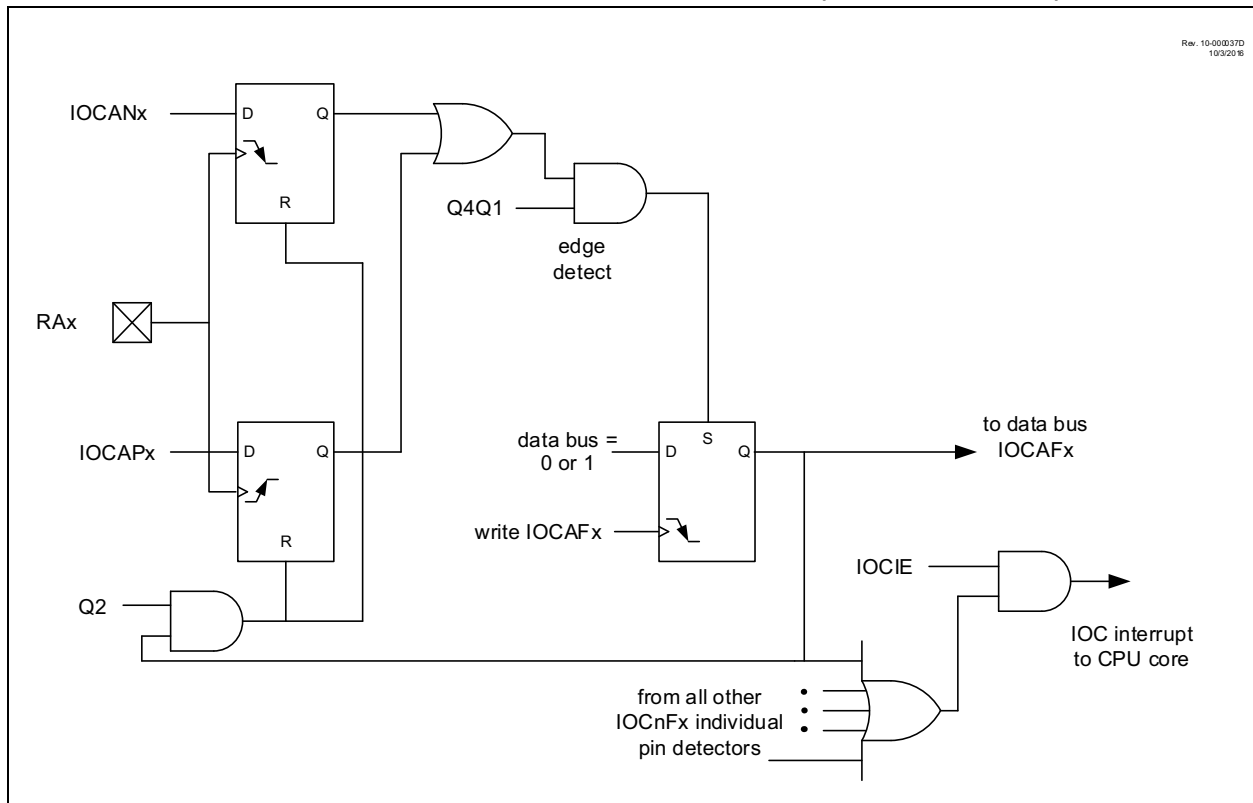 Rev. 10-000037D
10/3/2016
IOCANx
D
Q
R
Q4Q1
edge
detect
RAx
IOCAPx
D
Q
R
data bus =
0 or 1
S
D
Q
to data bus
IOCAFx
write IOCAFx
IOCIE
Q2
IOC interrupt
to CPU core
from all other
IOCnFx individual
pin detectors